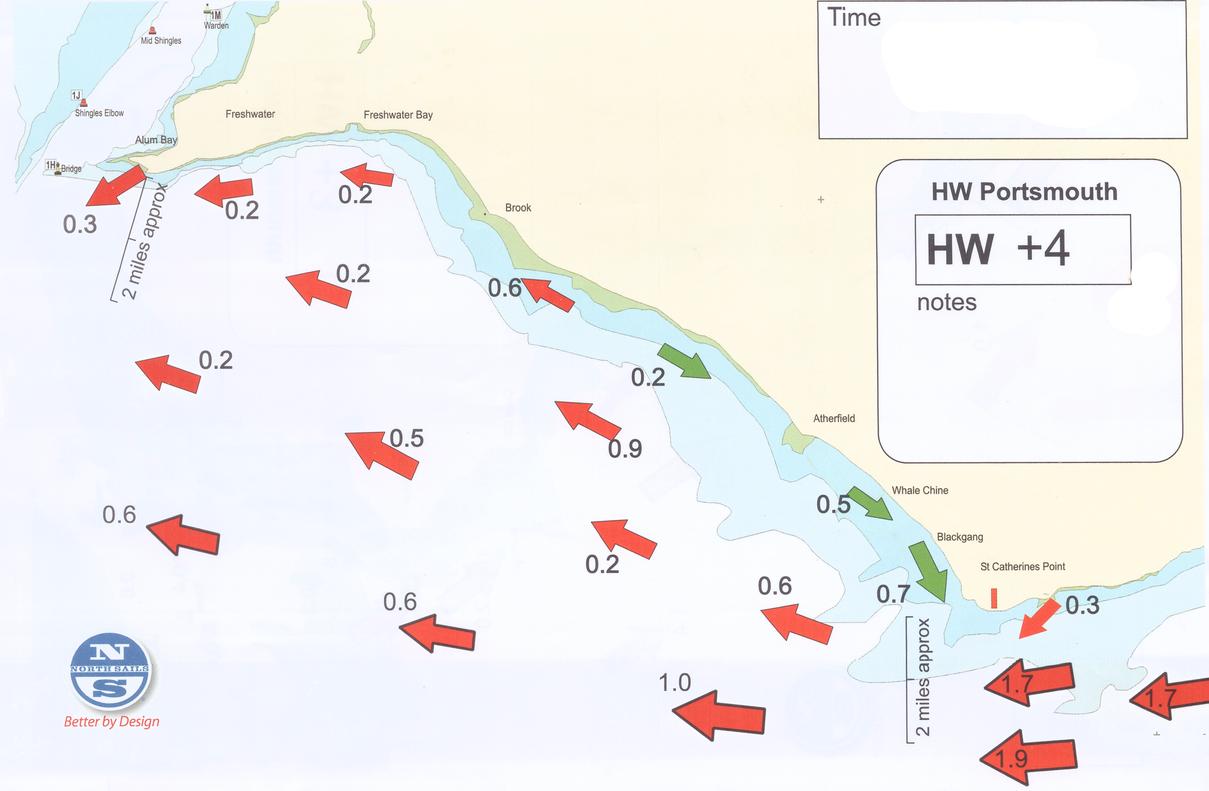 1M
Warden
Mid Shingles
1J
Shingles Elbow
Freshwater
Freshwater Bay
Alum Bay
1H
Bridge
0.3
2 miles approx
0.2
0.2
Brook
0.2
0.6
0.2
0.2
0.5
0.9
Atherfield
0.6
0.5
Whale Chine
0.2
Blackgang
St Catherines Point
0.6
0.6
0.7
0.3
1.0
2 miles approx
1.7
1.7
1.9
Time
HW Portsmouth
HW +4
notes
N
NORTH SAILS
S
Better by Design